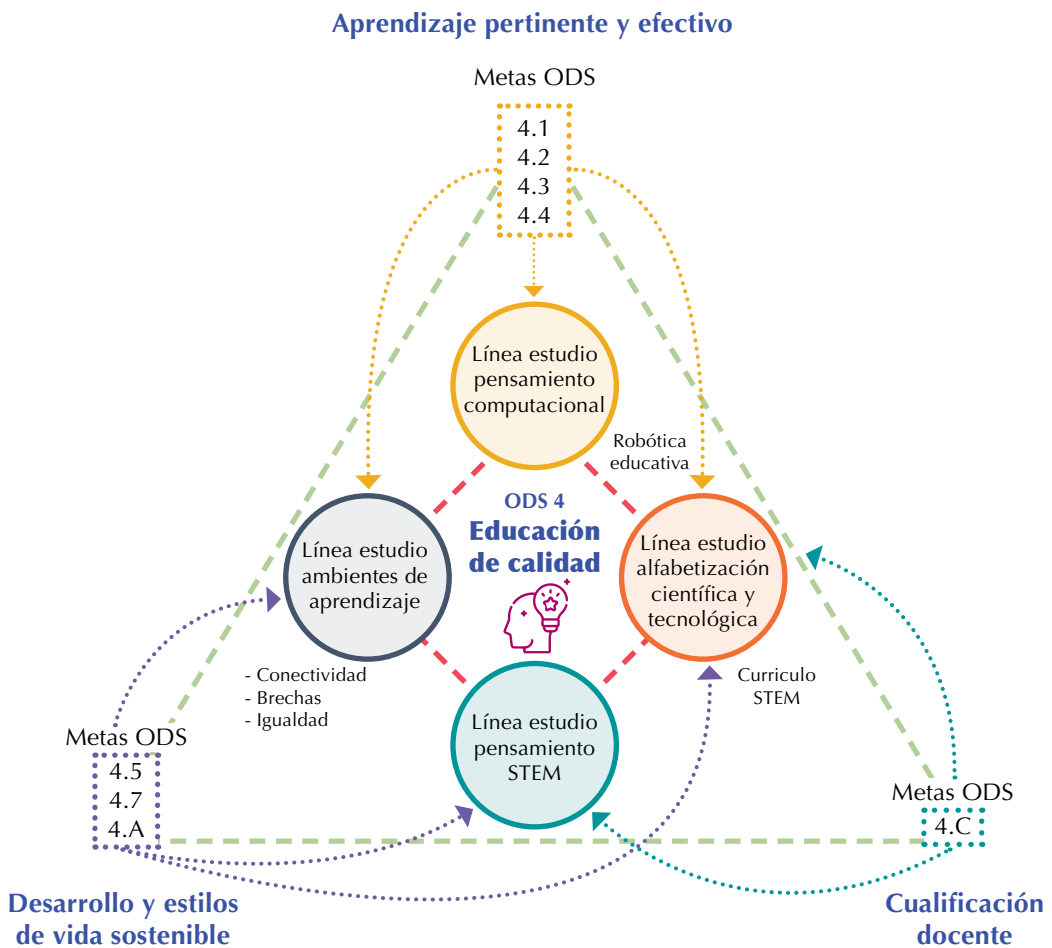 Aprendizaje pertinente y efectivo
Metas ODS
4.1
4.2
4.3
4.4
Línea estudio
pensamiento
computacional
Robótica
educativa
ODS 4
Educación
de calidad
Línea estudio
ambientes de
aprendizaje
Línea estudio
alfabetización
científica y
tecnológica
- Conectividad
- Brechas
- Igualdad
Curriculo
STEM
Línea estudio
pensamiento
STEM
Metas ODS
4.5
4.7
4.A
Metas ODS
4.C
Desarrollo y estilos
de vida sostenible
Cualificación
docente